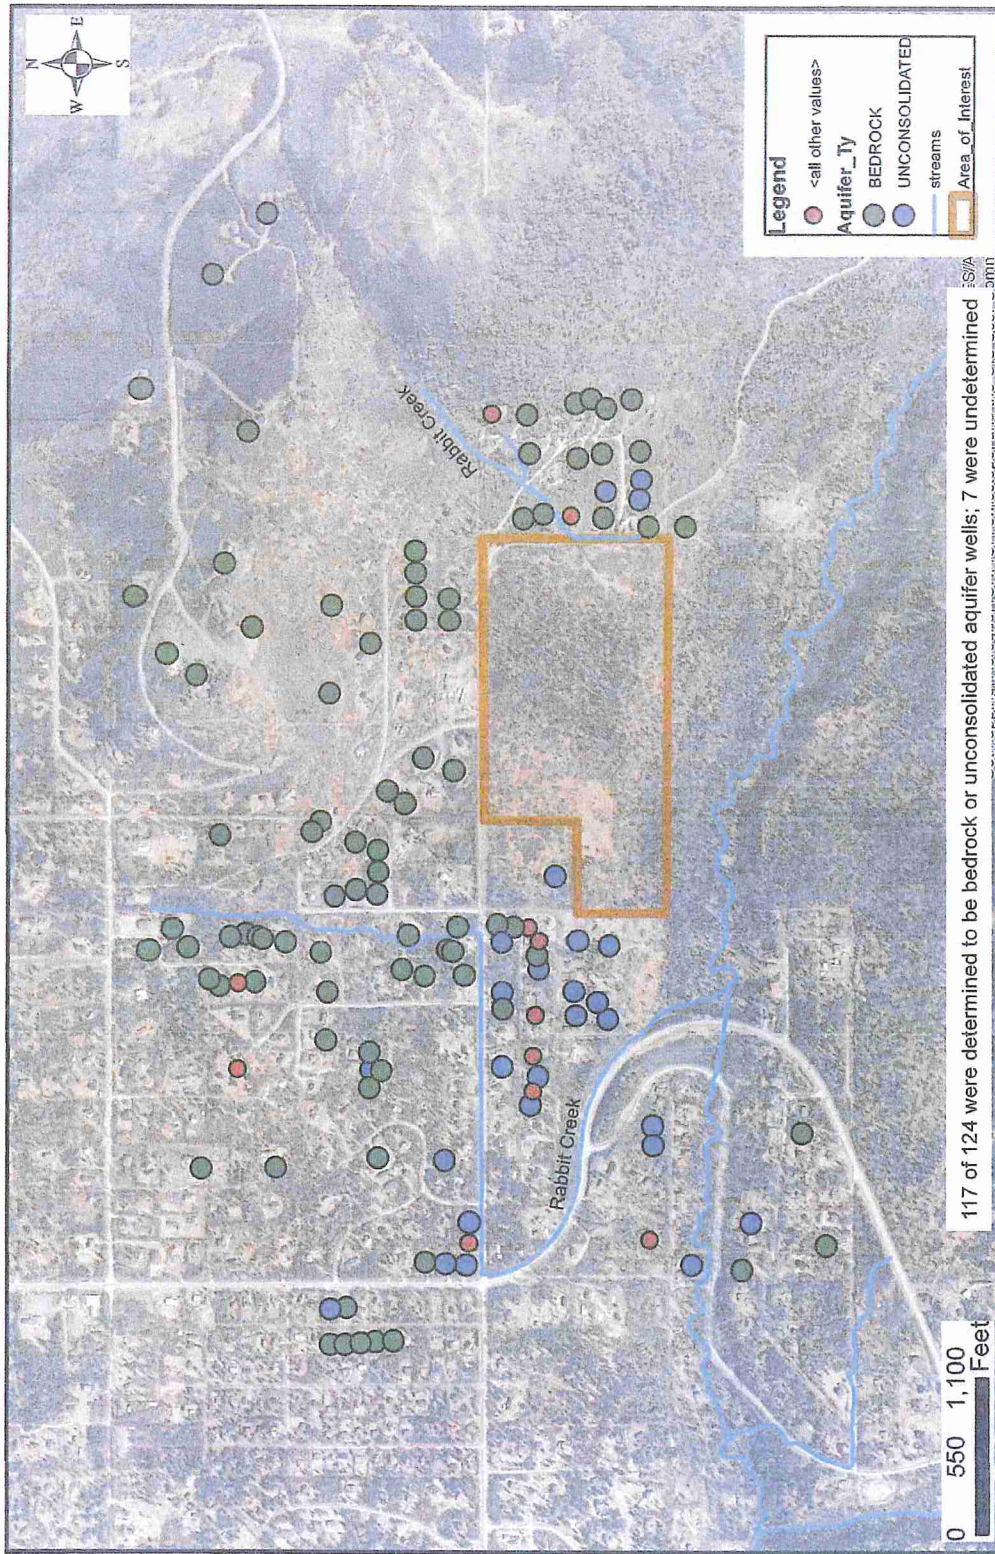 N
W
E
S
Rabbit Creek
Rabbit Creek
Legend
<all other values>
Aquifer_Ty
BEDROCK
UNCONSOLIDATED
streams
Area_of_Interest
117 of 124 were determined to be bedrock or unconsolidated aquifer wells; 7 were undetermined
0 550 1,100
Feet